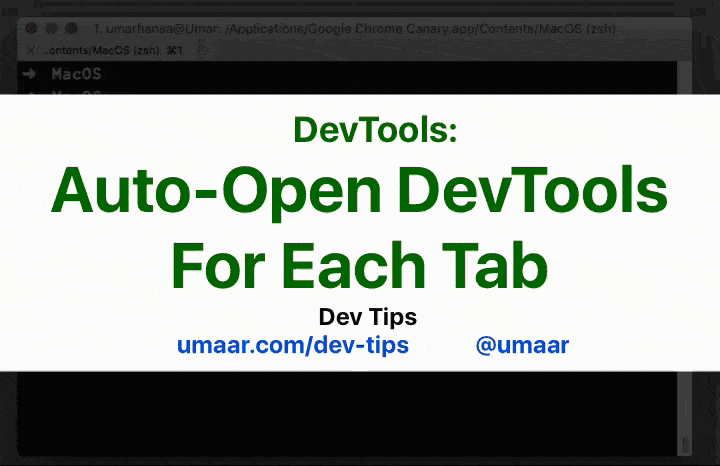 1. umarhansa@Umar: /Applications/Google Chrome Canary.app/Contents/MacOS (zsh)
..ontents/MacOS (zsh) ⌘1
➜ MacOS
DevTools:
Auto-Open DevTools
For Each Tab
Dev Tips
umaar.com/dev-tips @umaar